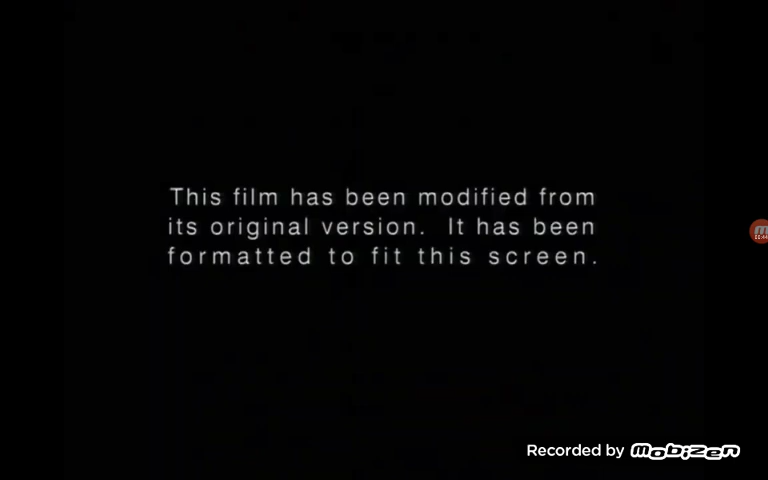 This film has been modified from
its original version. It has been
formatted to fit this screen.
Recorded by mobizen